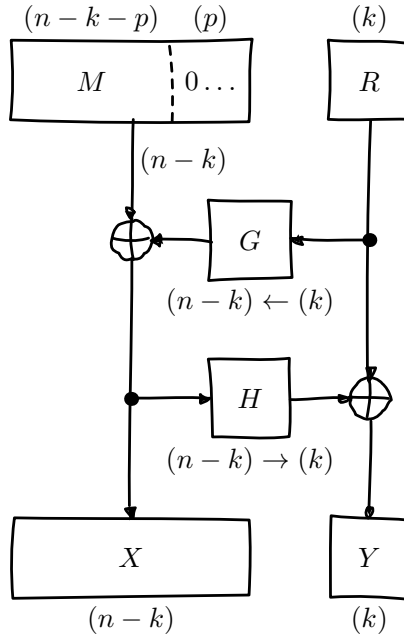 (n − k − p) (p) (k)
M 0 … R
(n − k)
G
(n − k) ← (k)
H
(n − k) → (k)
X Y
(n − k) (k)